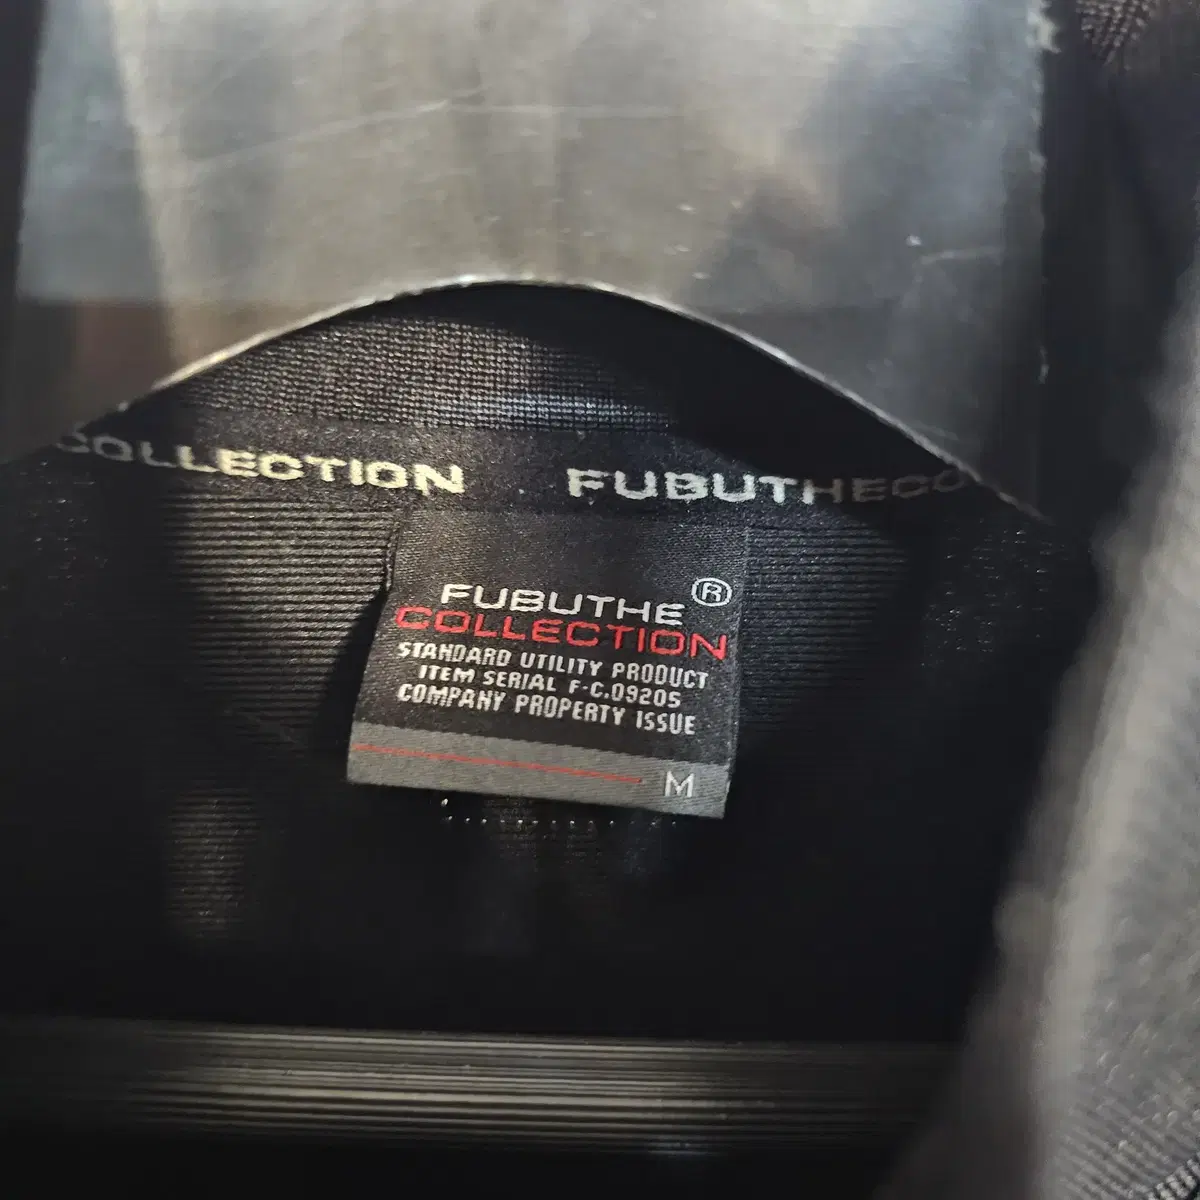 COLLECTION FUBUTHECO
FUBUTHE®
COLLECTION
STANDARD UTILITY PRODUCT
ITEM SERIAL F-C.09205
COMPANY PROPERTY ISSUE
M